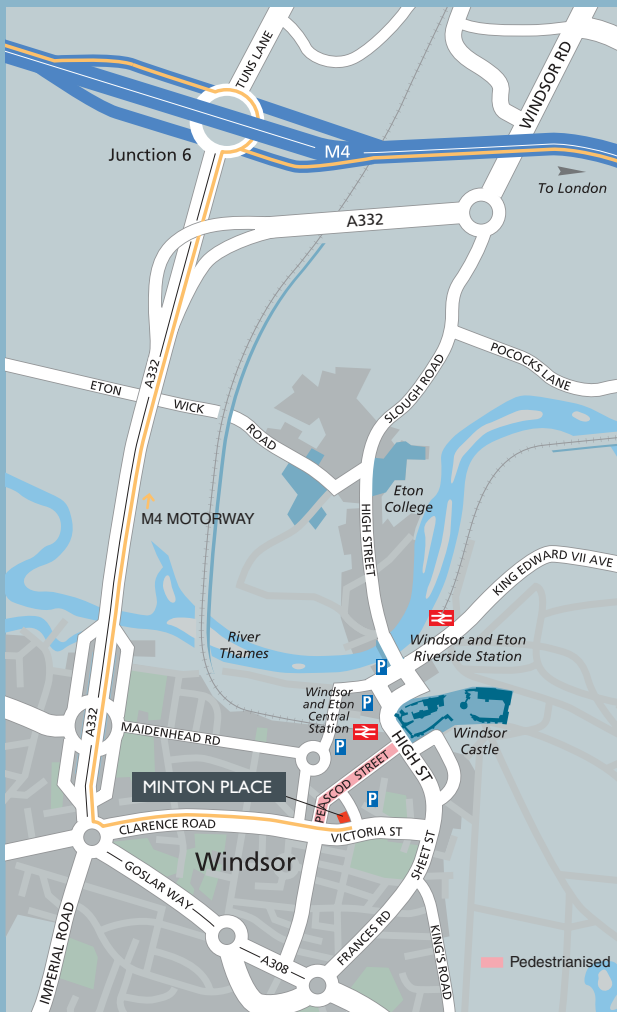 TUNS LANE
WINDSOR RD
Junction 6
M4
To London
A332
POCOCKS LANE
A332
ETON WICK ROAD
SLOUGH ROAD
Eton
College
M4 MOTORWAY
HIGH STREET
KING EDWARD VII AVE
River
Thames
Windsor and Eton
Riverside Station
P
Windsor
and Eton
Central
Station
P
P
A332
MAIDENHEAD RD
HIGH ST
Windsor
Castle
PEASCOD STREET
MINTON PLACE
P
CLARENCE ROAD
VICTORIA ST
Windsor
SHEET ST
GOSLAR WAY
IMPERIAL ROAD
FRANCES RD
KING'S ROAD
A308
Pedestrianised